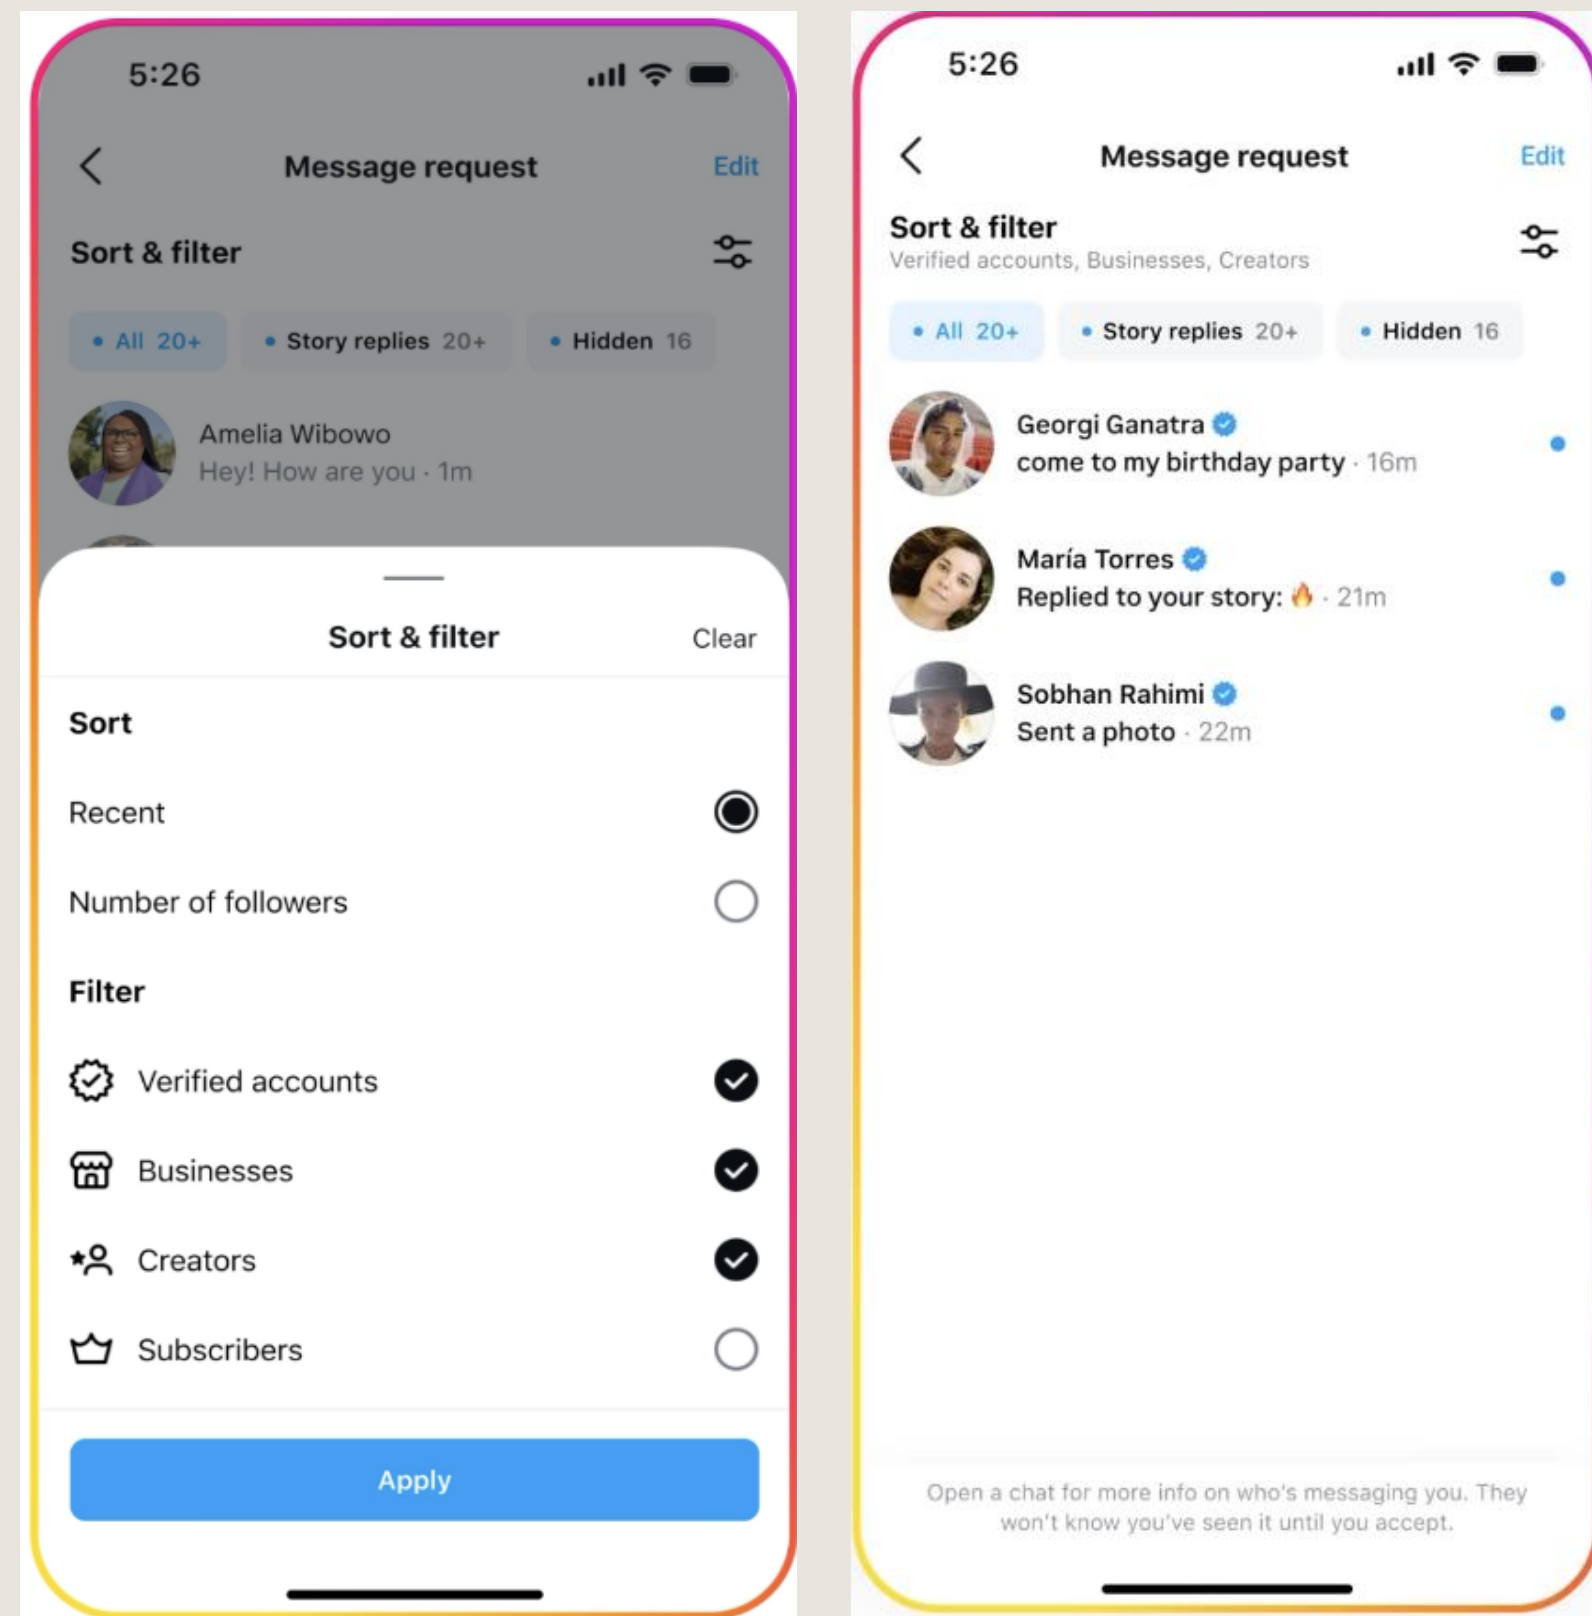 5:26
Message request
Edit
Sort & filter
All 20+
Story replies 20+
Hidden 16
Amelia Wibowo
Hey! How are you · 1m
Sort & filter
Clear
Sort
Recent
Number of followers
Filter
Verified accounts
Businesses
Creators
Subscribers
Apply
5:26
Message request
Edit
Sort & filter
Verified accounts, Businesses, Creators
All 20+
Story replies 20+
Hidden 16
Georgi Ganatra
come to my birthday party · 16m
María Torres
Replied to your story: 🔥 · 21m
Sobhan Rahimi
Sent a photo · 22m
Open a chat for more info on who's messaging you. They
won't know you've seen it until you accept.